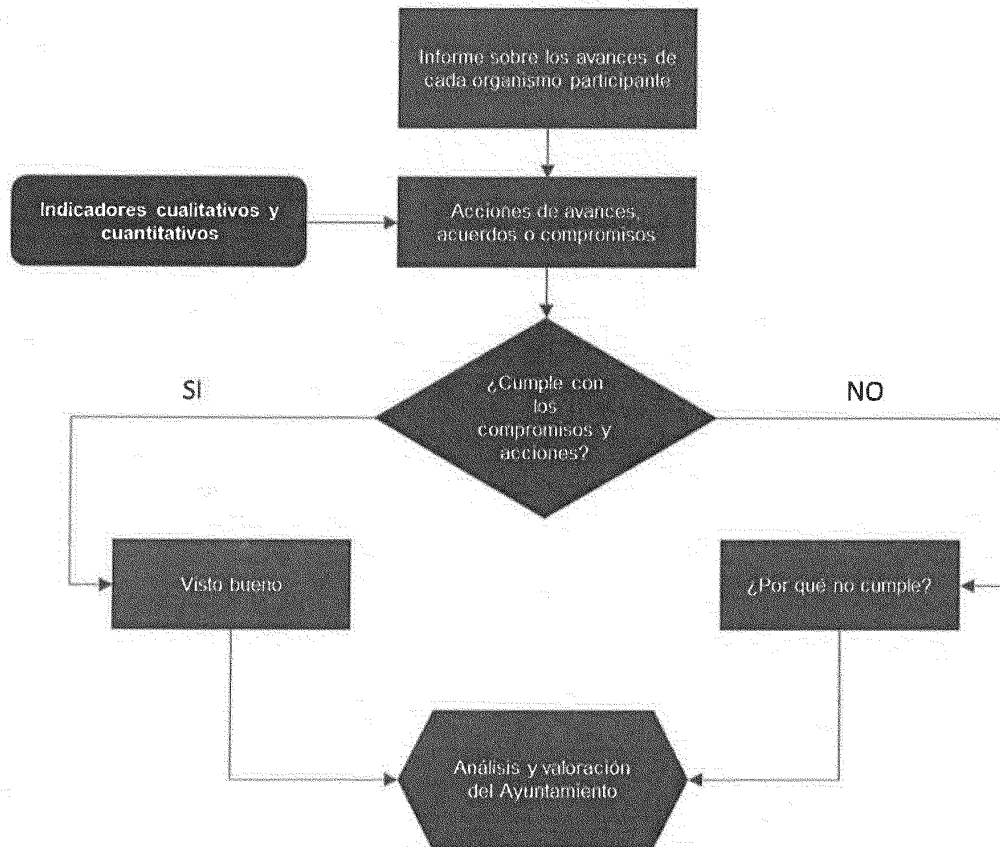 Informe sobre los avances de
cada organismo participante
Indicadores cualitativos y
cuantitativos
Acciones de avances,
acuerdos o compromisos
¿Cumple con
los
compromisos y
acciones?
SI
NO
Visto bueno
¿Por qué no cumple?
Análisis y valoración
del Ayuntamiento